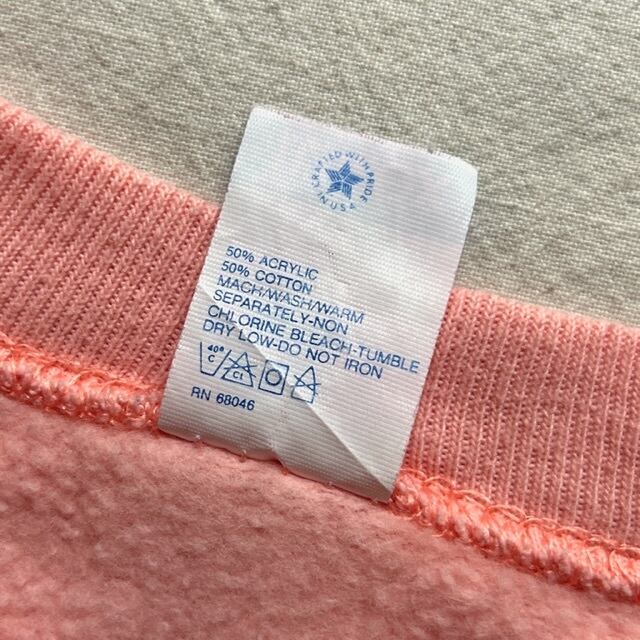 CRAFTED WITH PRIDE
IN USA
50% ACRYLIC
50% COTTON
MACH/WASH/WARM
SEPARATELY-NON
CHLORINE BLEACH-TUMBLE
DRY LOW-DO NOT IRON
40°
C CL
RN 68046